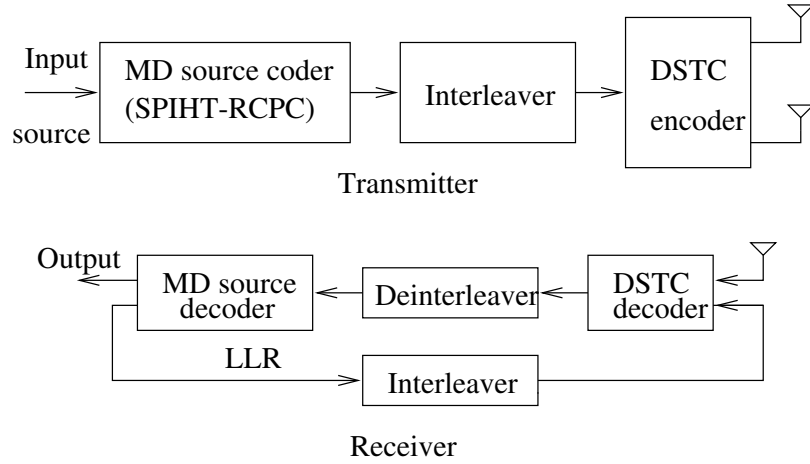 Input
source
MD source coder
(SPIHT-RCPC)
Interleaver
DSTC
encoder
Transmitter
Output
MD source
decoder
Deinterleaver
DSTC
decoder
LLR
Interleaver
Receiver